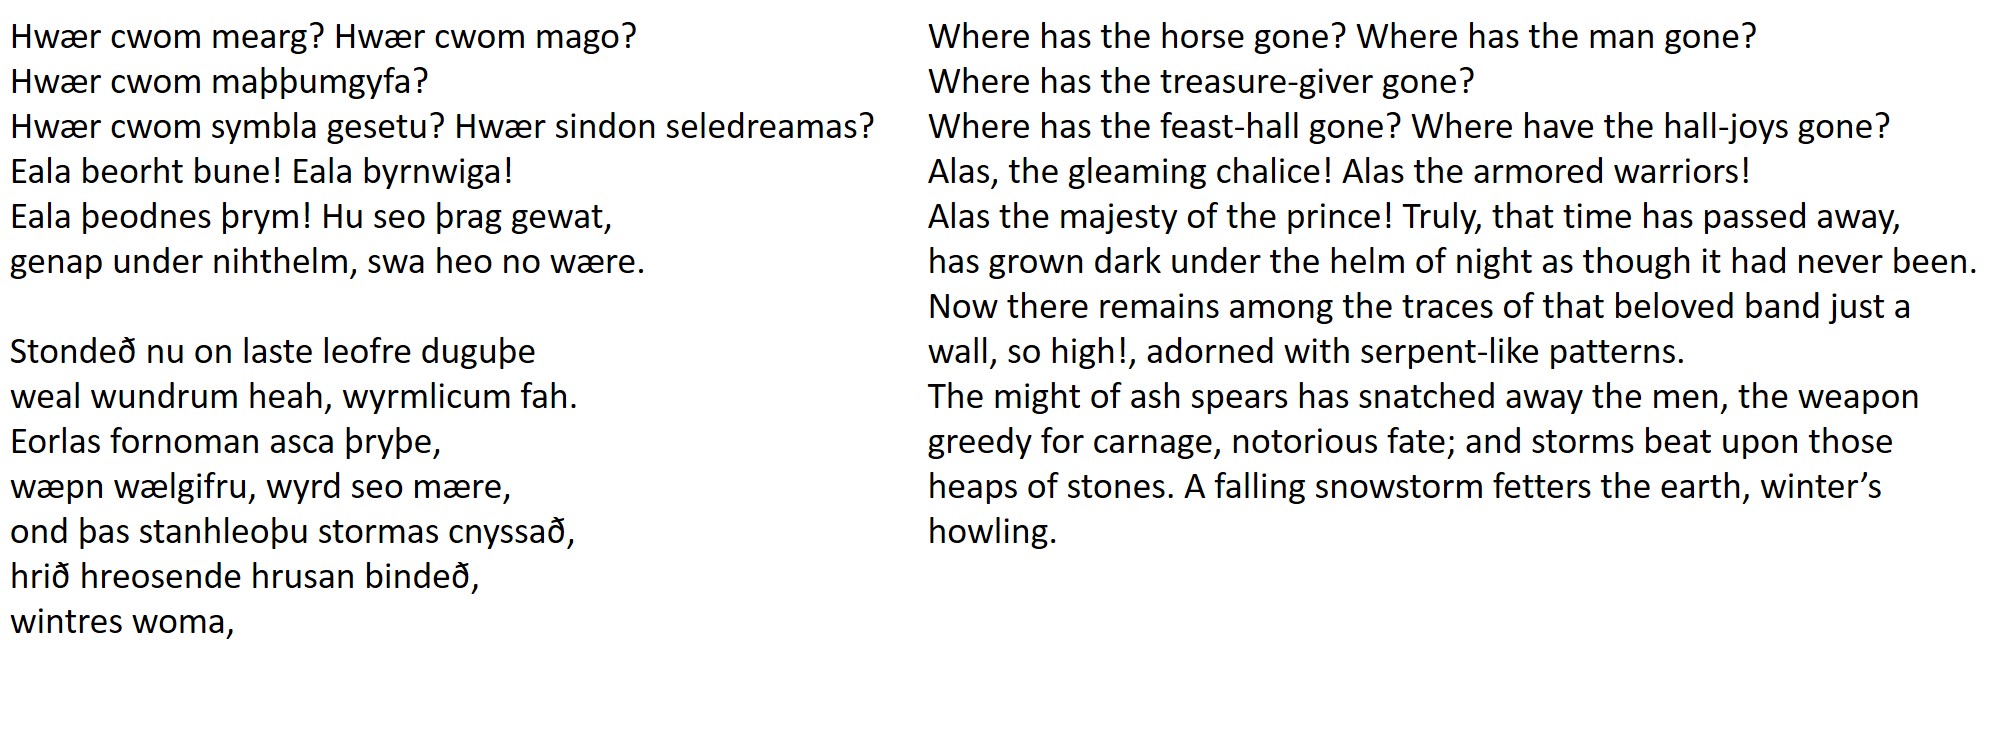 Hwær cwom mearg? Hwær cwom mago?
Hwær cwom maþþumgyfa?
Hwær cwom symbla gesetu? Hwær sindon seledreamas?
Eala beorht bune! Eala byrnwiga!
Eala þeodnes þrym! Hu seo þrag gewat,
genap under nihthelm, swa heo no wære.

Stondeð nu on laste leofre duguþe
weal wundrum heah, wyrmlicum fah.
Eorlas fornoman asca þryþe,
wæpn wælgifru, wyrd seo mære,
ond þas stanhleoþu stormas cnyssað,
hrið hreosende hrusan bindeð,
wintres woma,

Where has the horse gone? Where has the man gone?
Where has the treasure-giver gone?
Where has the feast-hall gone? Where have the hall-joys gone?
Alas, the gleaming chalice! Alas the armored warriors!
Alas the majesty of the prince! Truly, that time has passed away,
has grown dark under the helm of night as though it had never been.
Now there remains among the traces of that beloved band just a
wall, so high!, adorned with serpent-like patterns.
The might of ash spears has snatched away the men, the weapon
greedy for carnage, notorious fate; and storms beat upon those
heaps of stones. A falling snowstorm fetters the earth, winter’s
howling.